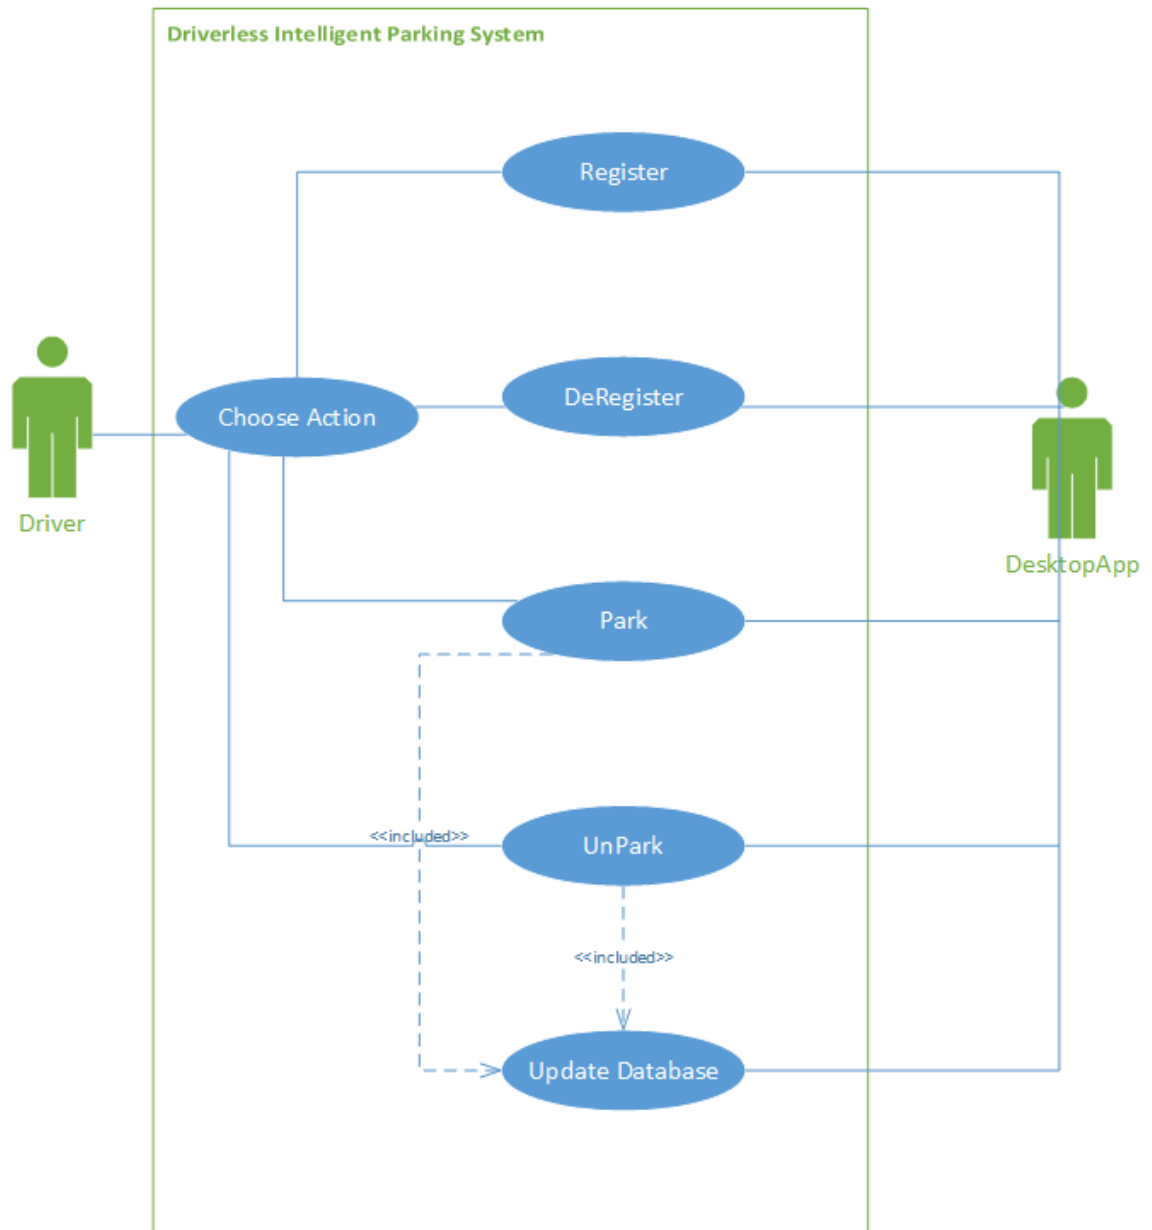 Driverless Intelligent Parking System
Register
DeRegister
Choose Action
Driver
DesktopApp
Park
<<included>>
UnPark
<<included>>
Update Database